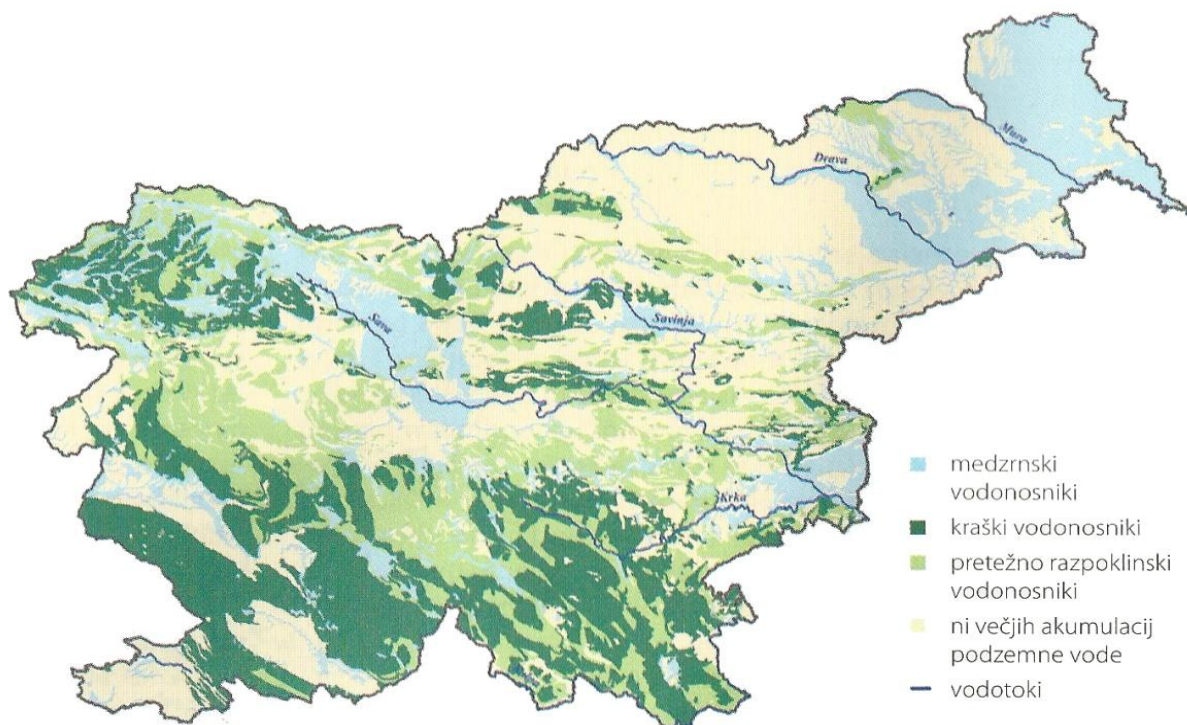 Mura
Drava
Sava
Savinja
Krka
medzrnski
vodonosniki
kraški vodonosniki
pretežno razpoklinski
vodonosniki
ni večjih akumulacij
podzemne vode
vodotoki